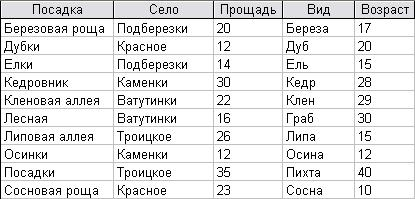 Посадка Село Прощадь Вид Возраст
Березовая роща Подберезки 20 Береза 17
Дубки Красное 12 Дуб 20
Елки Подберезки 14 Ель 15
Кедровник Каменки 30 Кедр 28
Кленовая аллея Ватутинки 22 Клен 29
Лесная Ватутинки 16 Граб 30
Липовая аллея Троицкое 26 Липа 15
Осинки Каменки 12 Осина 12
Посадки Троицкое 35 Пихта 40
Сосновая роща Красное 23 Сосна 10